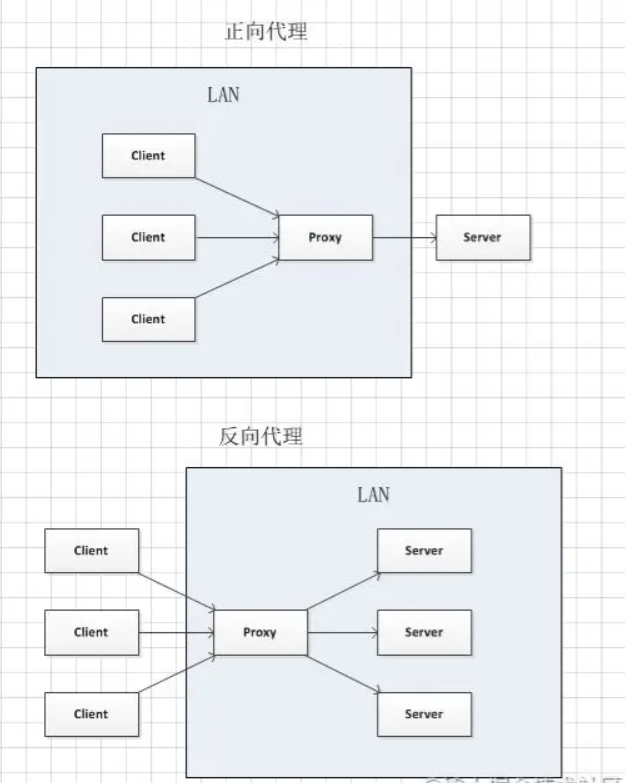 正向代理
LAN
Client
Client
Proxy
Server
Client
反向代理
LAN
Client
Server
Client
Proxy
Server
Client
Server